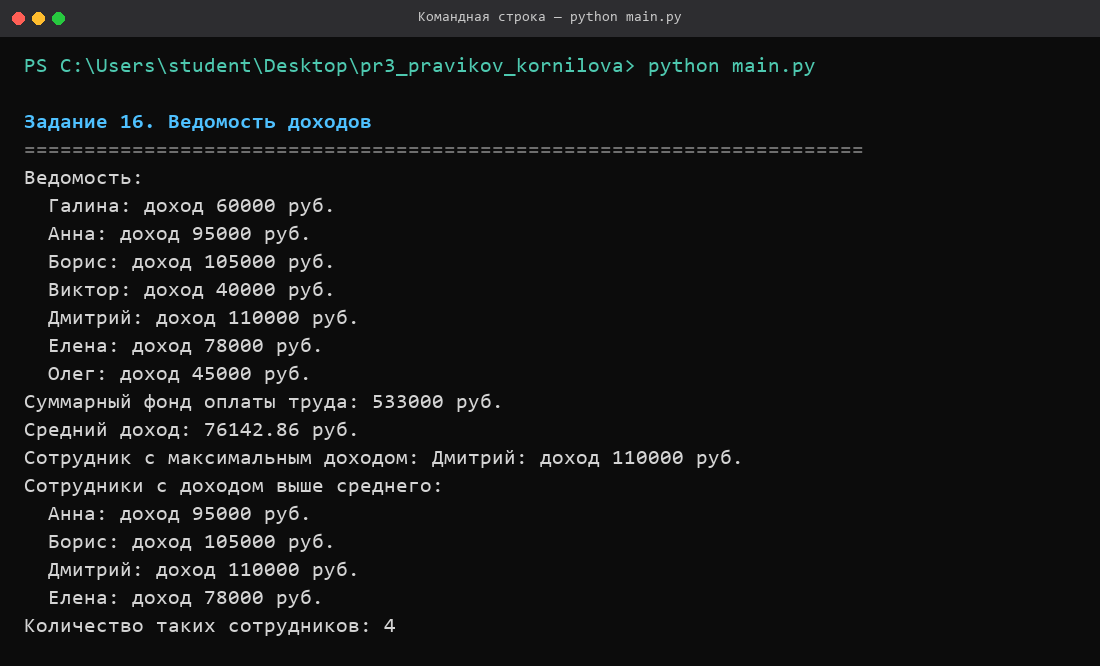 Командная строка — python main.py
PS C:\Users\student\Desktop\pr3_pravikov_kornilova> python main.py
Задание 16. Ведомость доходов
======================================================================
Ведомость:
Галина: доход 60000 руб.
Анна: доход 95000 руб.
Борис: доход 105000 руб.
Виктор: доход 40000 руб.
Дмитрий: доход 110000 руб.
Елена: доход 78000 руб.
Олег: доход 45000 руб.
Суммарный фонд оплаты труда: 533000 руб.
Средний доход: 76142.86 руб.
Сотрудник с максимальным доходом: Дмитрий: доход 110000 руб.
Сотрудники с доходом выше среднего:
Анна: доход 95000 руб.
Борис: доход 105000 руб.
Дмитрий: доход 110000 руб.
Елена: доход 78000 руб.
Количество таких сотрудников: 4